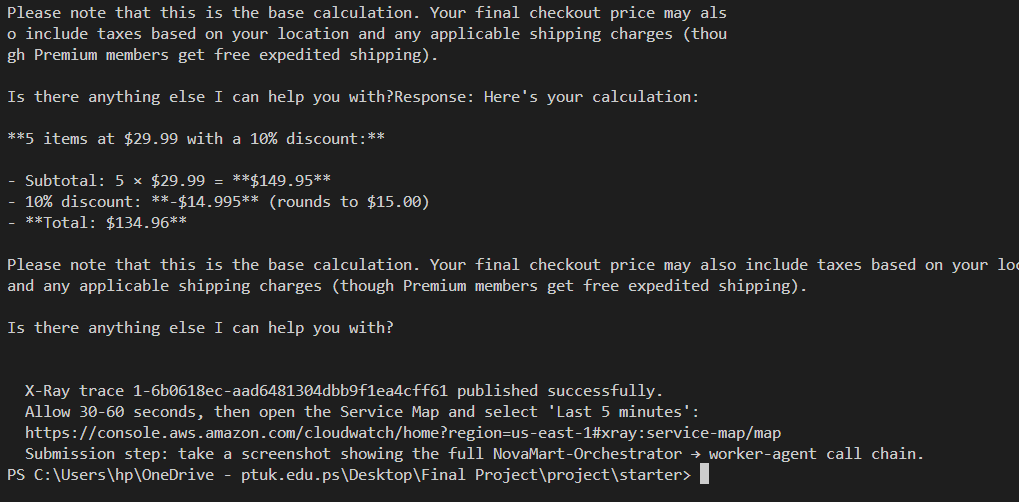 Please note that this is the base calculation. Your final checkout price may als
o include taxes based on your location and any applicable shipping charges (thou
gh Premium members get free expedited shipping).
Is there anything else I can help you with?Response: Here's your calculation:
**5 items at $29.99 with a 10% discount:**
- Subtotal: 5 × $29.99 = **$149.95**
- 10% discount: **-$14.995** (rounds to $15.00)
- **Total: $134.96**
Please note that this is the base calculation. Your final checkout price may also include taxes based on your
and any applicable shipping charges (though Premium members get free expedited shipping).
Is there anything else I can help you with?
X-Ray trace 1-6b0618ec-aad6481304dbb9f1ea4cff61 published successfully.
Allow 30-60 seconds, then open the Service Map and select 'Last 5 minutes':
https://console.aws.amazon.com/cloudwatch/home?region=us-east-1#xray:service-map/map
Submission step: take a screenshot showing the full NovaMart-Orchestrator → worker-agent call chain.
PS C:\Users\hp\OneDrive - ptuk.edu.ps\Desktop\Final Project\project\starter>